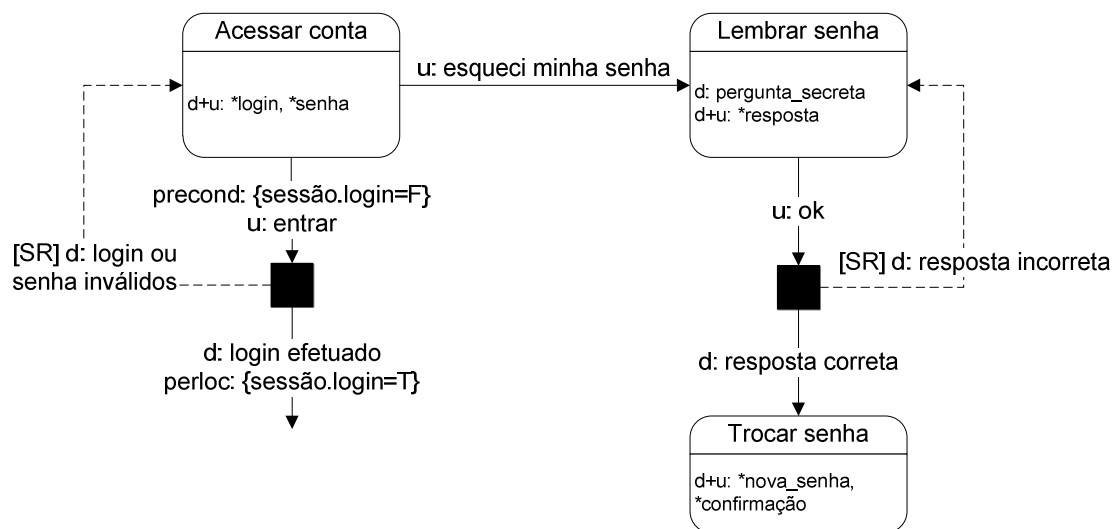 Acessar conta
d+u: *login, *senha
u: esqueci minha senha
Lembrar senha
d: pergunta_secreta
d+u: *resposta
precond: {sessão.login=F}
u: entrar
[SR] d: login ou
senha inválidos
u: ok
[SR] d: resposta incorreta
d: login efetuado
perloc: {sessão.login=T}
d: resposta correta
Trocar senha
d+u: *nova_senha,
*confirmação